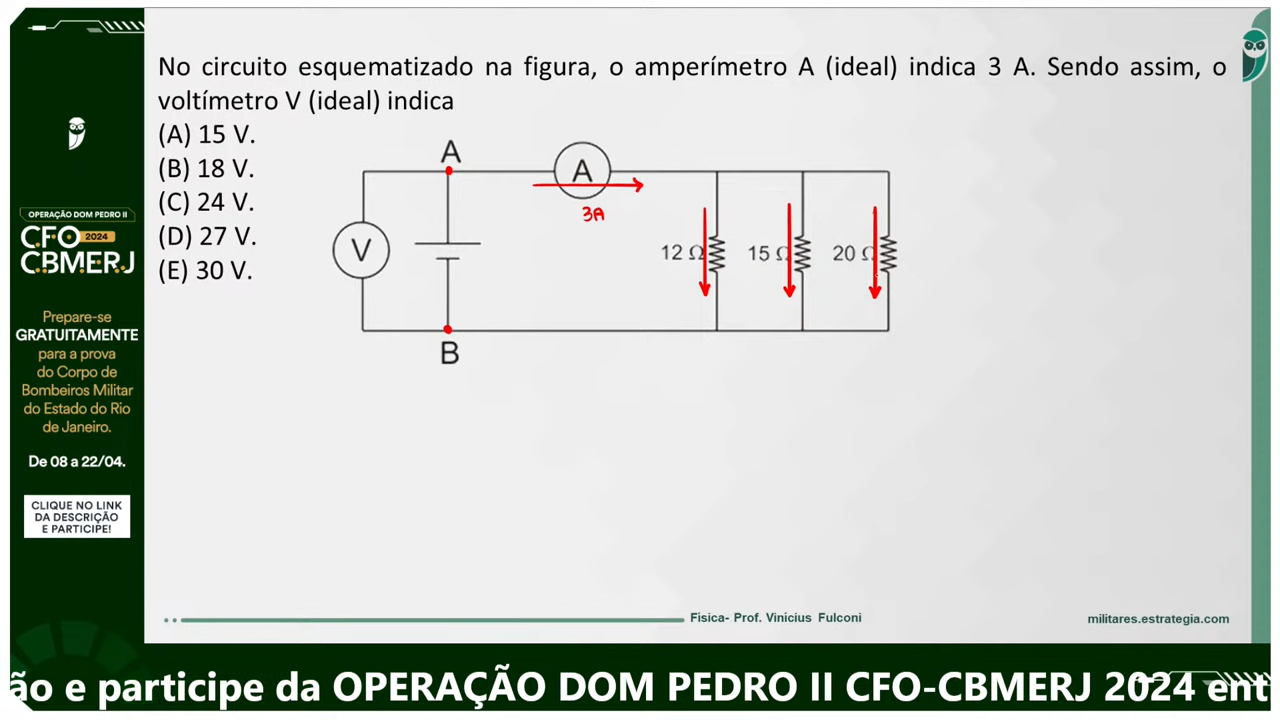 No circuito esquematizado na figura, o amperímetro A (ideal) indica 3 A. Sendo assim, o
voltímetro V (ideal) indica
(A) 15 V.
(B) 18 V.
(C) 24 V.
(D) 27 V.
(E) 30 V.
A
A
3A
V
12 Ω
15 Ω
20 Ω
B
OPERAÇÃO DOM PEDRO II
CFO 2024
CBMERJ
Prepare-se
GRATUITAMENTE
para a prova
do Corpo de
Bombeiros Militar
do Estado do Rio
de Janeiro.
De 08 a 22/04.
CLIQUE NO LINK
DA DESCRIÇÃO
E PARTICIPE!
Física- Prof. Vinícius Fulconi
militares.estrategia.com
ão e participe da OPERAÇÃO DOM PEDRO II CFO-CBMERJ 2024 ent